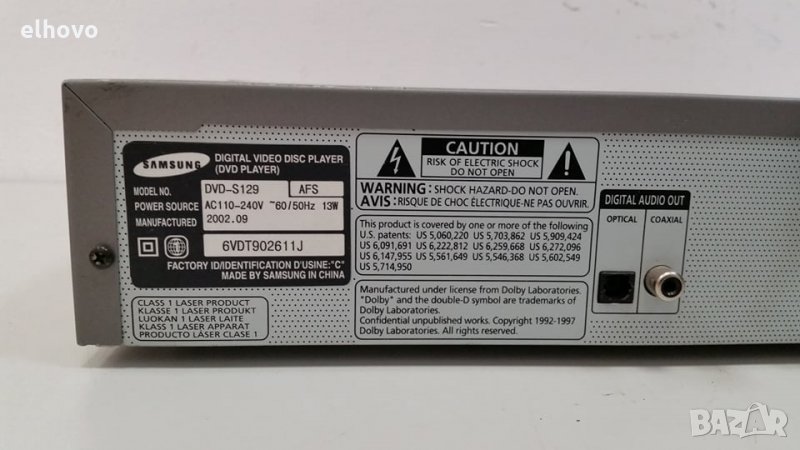 elhovo
SAMSUNG
DIGITAL VIDEO DISC PLAYER
(DVD PLAYER)
MODEL NO. DVD-S129 AFS
POWER SOURCE AC110-240V ~60/50Hz 13W
MANUFACTURED 2002.09
6VDT902611J
FACTORY ID/IDENTIFICATION D'USINE:"C"
MADE BY SAMSUNG IN CHINA
CLASS 1 LASER PRODUCT
KLASSE 1 LASER PRODUKT
LUOKAN 1 LASER LAITE
KLASS 1 LASER APPARAT
PRODUCTO LÁSER CLASE 1
CAUTION
RISK OF ELECTRIC SHOCK
DO NOT OPEN
WARNING: SHOCK HAZARD-DO NOT OPEN.
AVIS: RISQUE DE CHOC ÉLECTRIQUE-NE PAS OUVRIR.
This product is covered by one or more of the following
U.S. patents: US 5,060,220 US 5,703,862 US 5,909,424
US 6,091,691 US 6,222,812 US 6,259,668 US 6,272,096
US 6,147,955 US 5,561,649 US 5,546,368 US 5,602,549
US 5,714,950
Manufactured under license from Dolby Laboratories.
"Dolby" and the double-D symbol are trademarks of
Dolby Laboratories.
Confidential unpublished works. Copyright 1992-1997
Dolby Laboratories. All rights reserved.
DIGITAL AUDIO OUT
OPTICAL COAXIAL
BAZAR